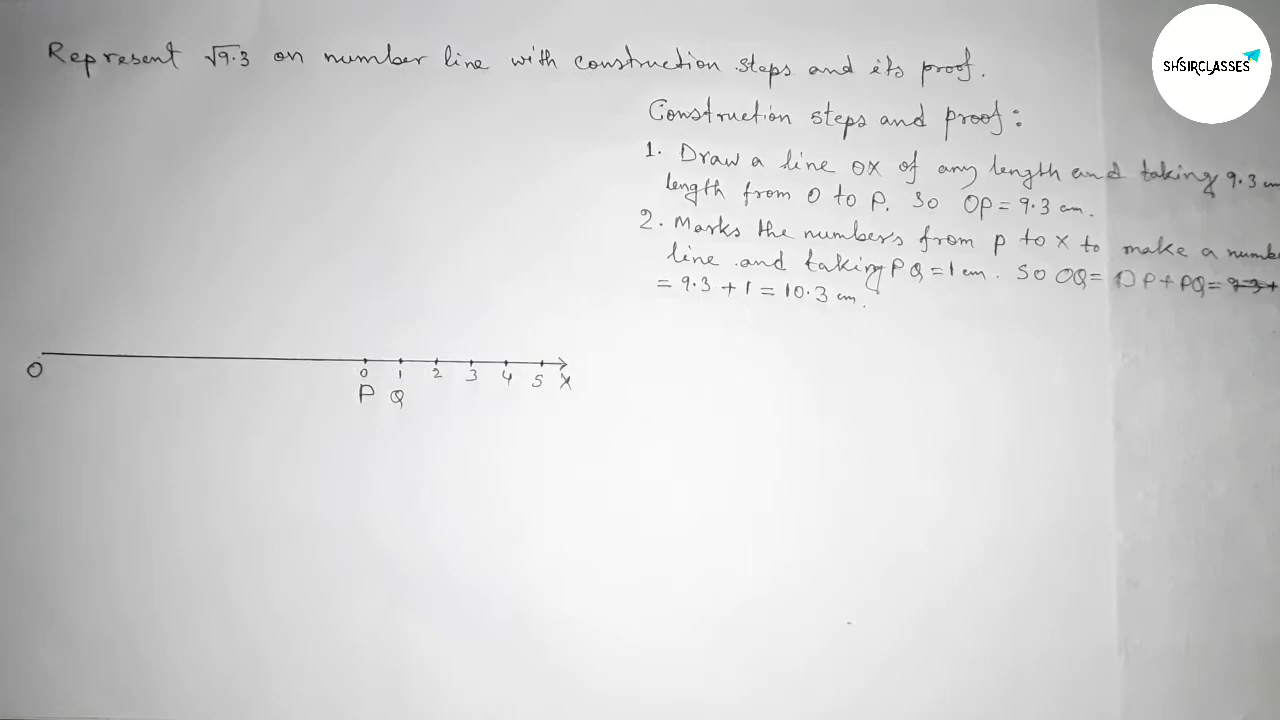 Represent √9.3 on number line with construction steps and its proof.
SHSIRCLASSES
Construction steps and proof :
1. Draw a line OX of any length and taking 9.3 cm
length from O to P. So OP = 9.3 cm.
2. Marks the numbers from P to X to make a numbe
line and taking PQ = 1 cm. So OQ = OP + PQ = 9.3 +
= 9.3 + 1 = 10.3 cm.
O 0 1 2 3 4 5 X
P Q